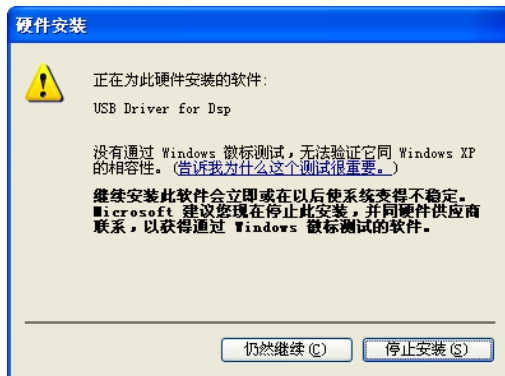 硬件安装
正在为此硬件安装的软件:
USB Driver for Dsp
没有通过 Windows 徽标测试，无法验证它同 Windows XP
的相容性。(告诉我为什么这个测试很重要。)
继续安装此软件会立即或在以后使系统变得不稳定。
Microsoft 建议您现在停止此安装，并同硬件供应商
联系，以获得通过 Windows 徽标测试的软件。
仍然继续(C) 停止安装(S)